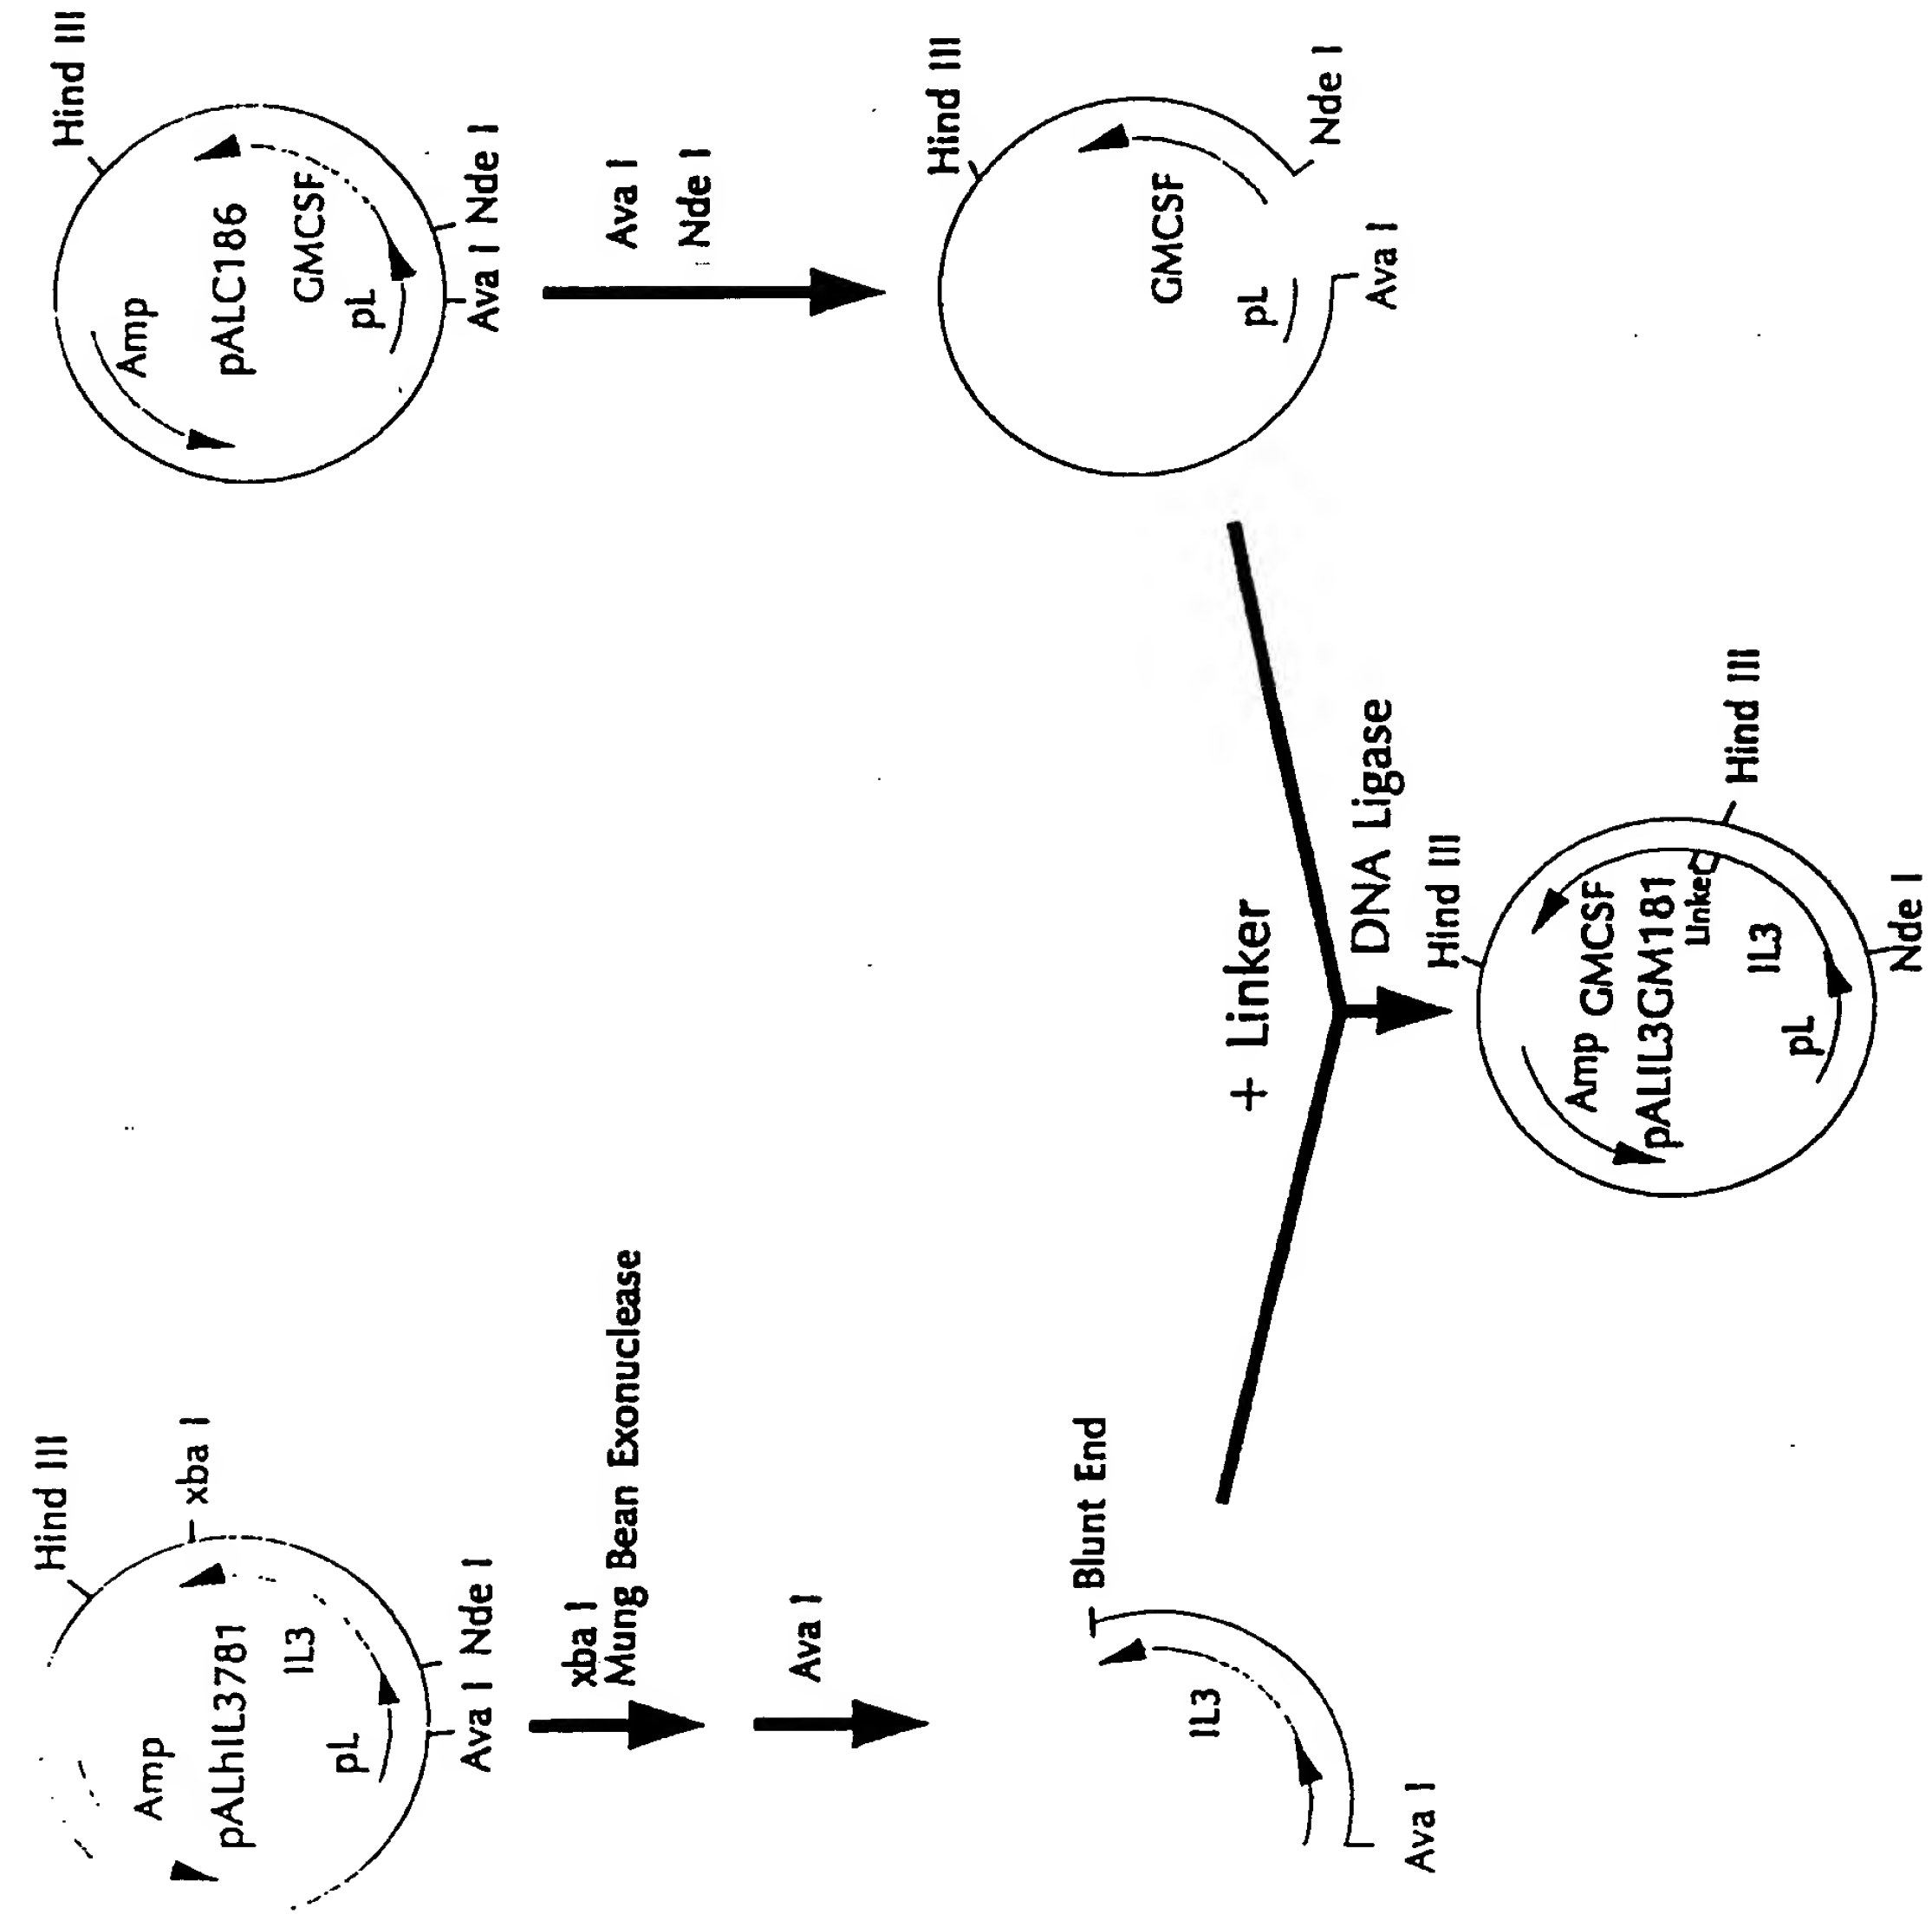 Hind III
xba I
Amp
pALhIL3781
IL3
pL
Ava I Nde I
xba I
Mung Bean Exonuclease
Ava I
Blunt End
IL3
Ava I
Hind III
Amp
pALC186
GMCSF
pL
Ava I Nde I
Ava I
Nde I
Hind III
GMCSF
pL
Nde I
Ava I
+ Linker
DNA Ligase
Hind III
Hind III
Amp GMCSF
pALIL3GM181
Linker
IL3
pL
Nde I